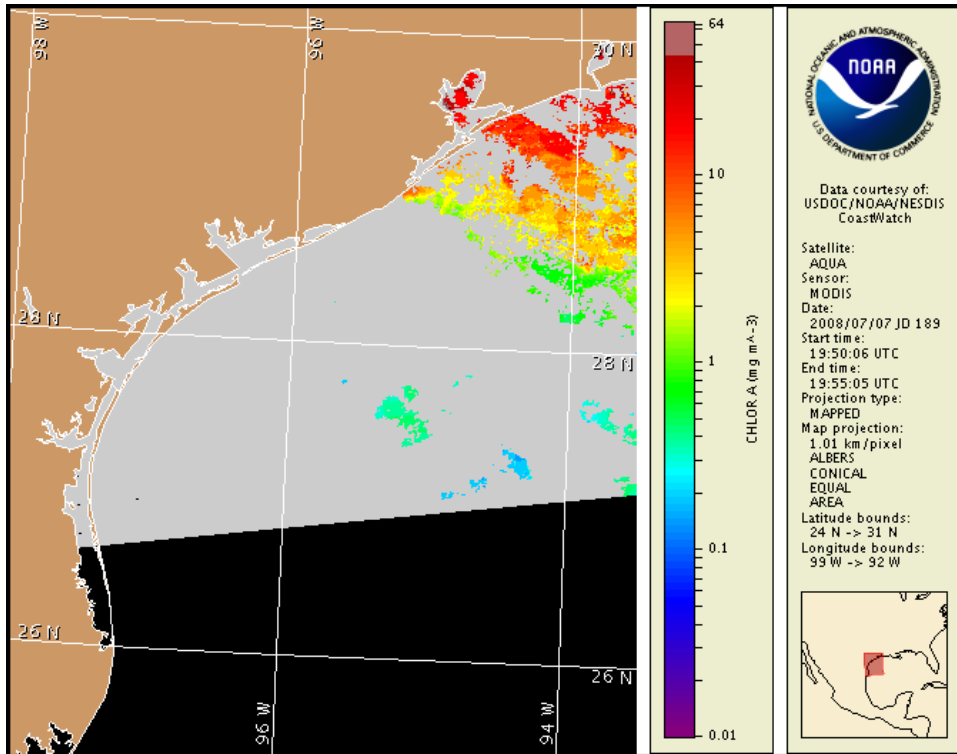 98 W
96 W
30 N
28 N
28 N
26 N
26 N
96 W
94 W
64
10
1
0.1
0.01
CHLOR A (mg m^-3)
NATIONAL OCEANIC AND ATMOSPHERIC ADMINISTRATION
NOAA
U.S. DEPARTMENT OF COMMERCE
Data courtesy of:
USDOC/NOAA/NESDIS
CoastWatch
Satellite:
AQUA
Sensor:
MODIS
Date:
2008/07/07 JD 189
Start time:
19:50:06 UTC
End time:
19:55:05 UTC
Projection type:
MAPPED
Map projection:
1.01 km/pixel
ALBERS
CONICAL
EQUAL
AREA
Latitude bounds:
24 N -> 31 N
Longitude bounds:
99 W -> 92 W